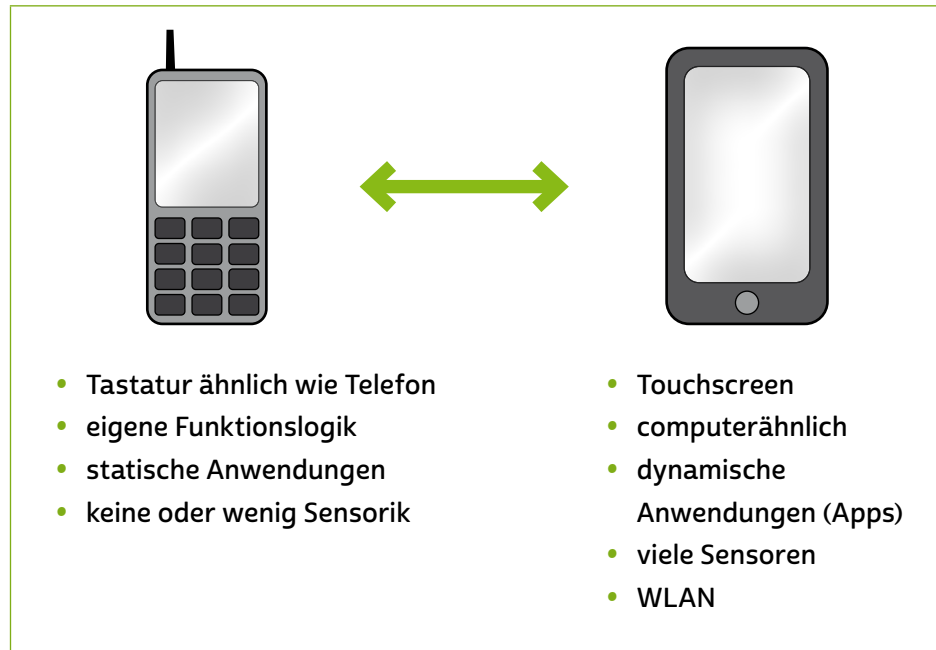 • Tastatur ähnlich wie Telefon
• eigene Funktionslogik
• statische Anwendungen
• keine oder wenig Sensorik
• Touchscreen
• computerähnlich
• dynamische
Anwendungen (Apps)
• viele Sensoren
• WLAN